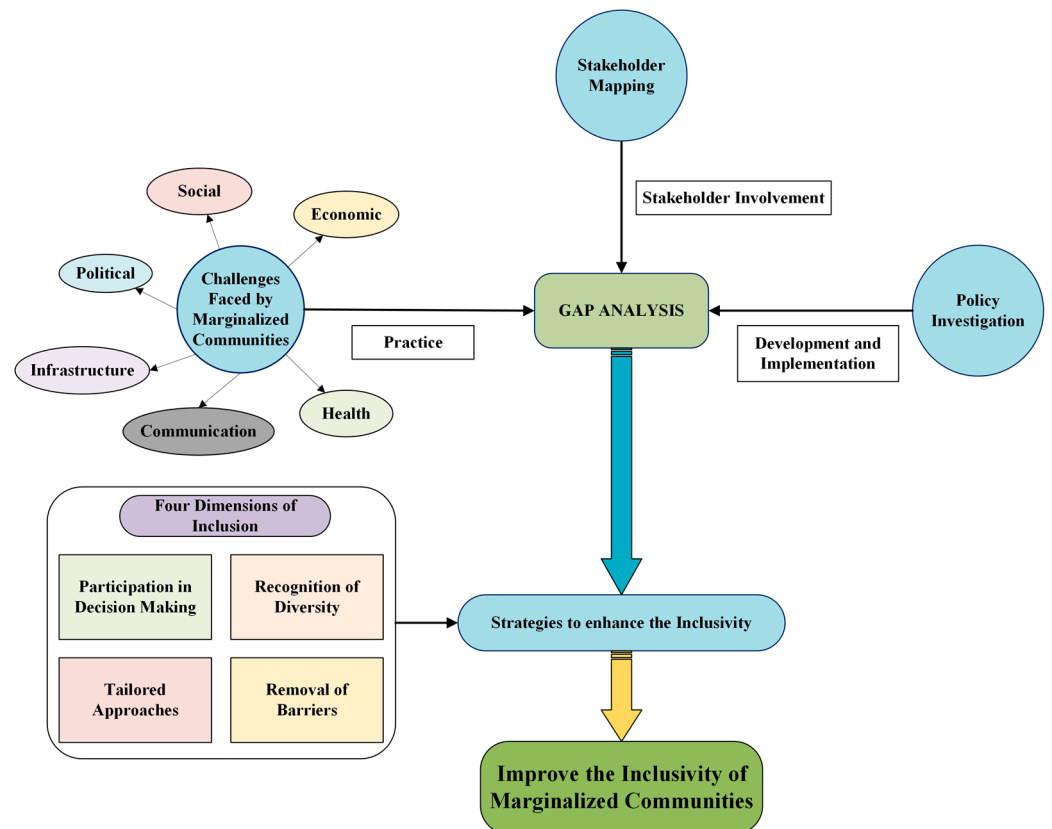 Stakeholder
Mapping
Stakeholder Involvement
Social
Economic
Political
Challenges
Faced by
Marginalized
Communities
Infrastructure
Communication
Health
Practice
GAP ANALYSIS
Policy
Investigation
Development and
Implementation
Four Dimensions of
Inclusion
Participation in
Decision Making
Recognition of
Diversity
Tailored
Approaches
Removal of
Barriers
Strategies to enhance the Inclusivity
Improve the Inclusivity of
Marginalized Communities